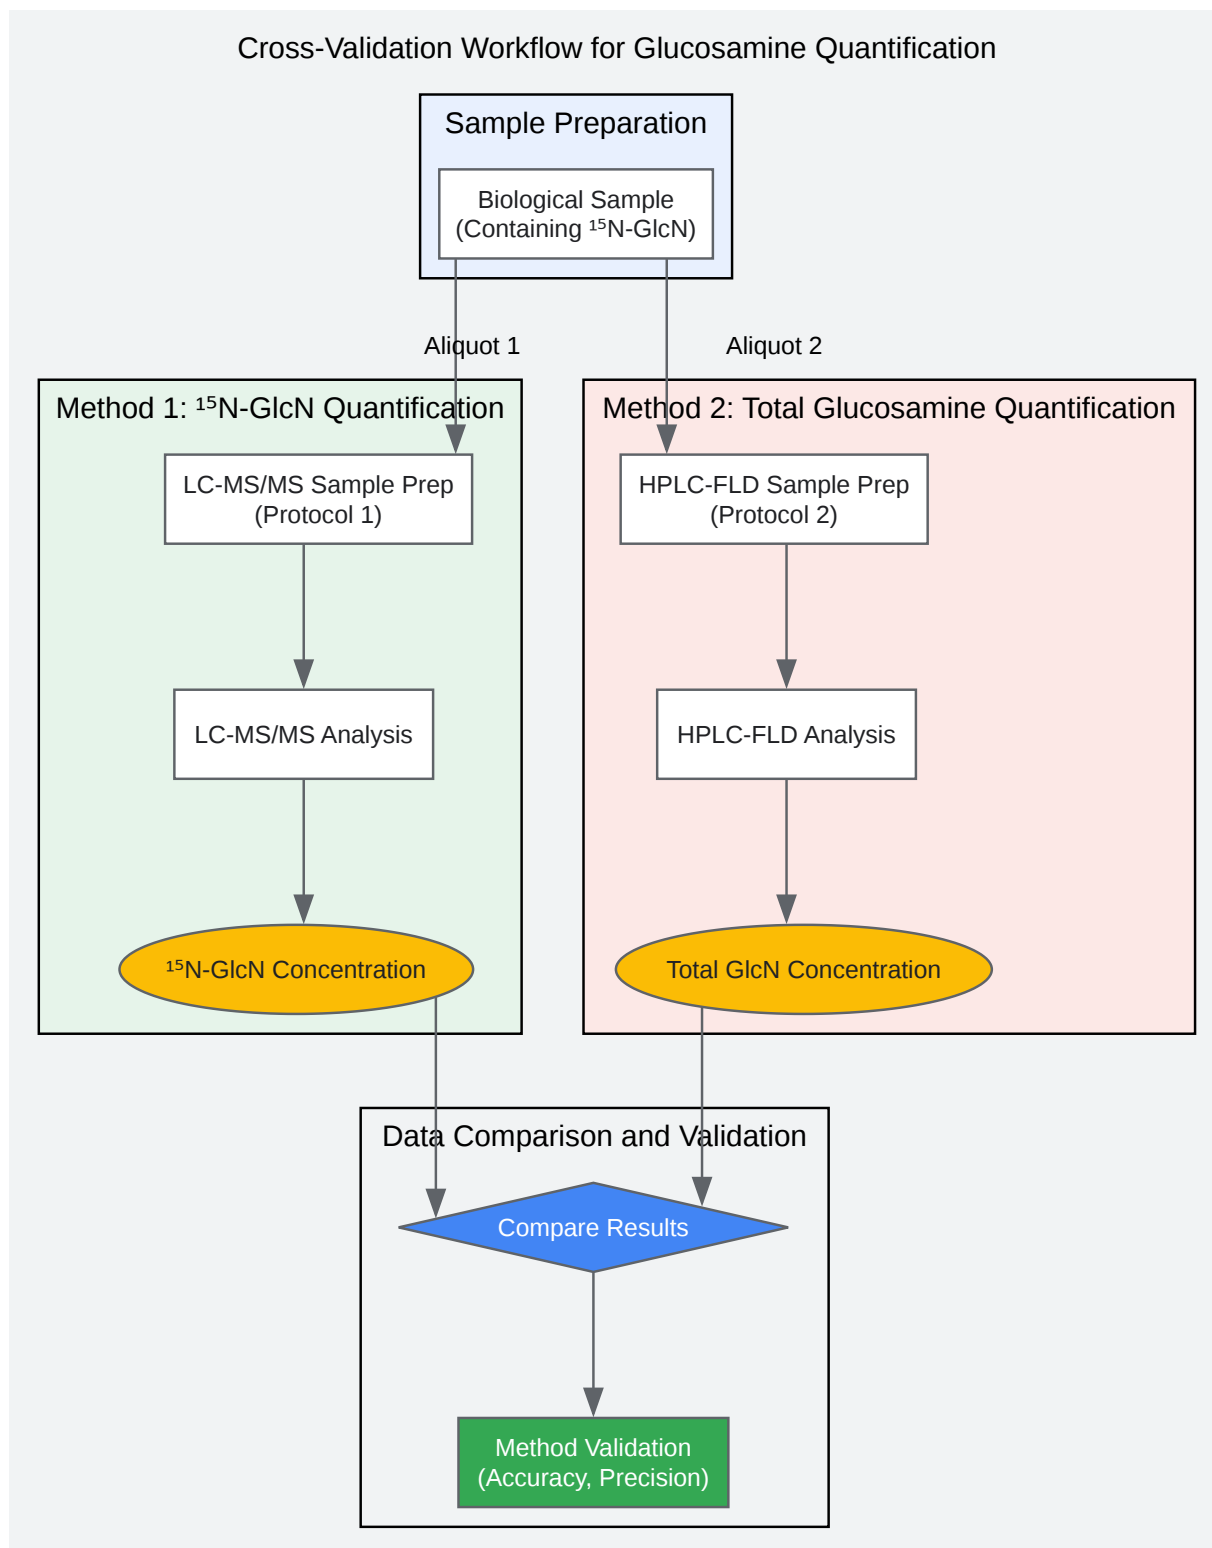 Cross-Validation Workflow for Glucosamine Quantification
Sample Preparation
Biological Sample
(Containing ¹⁵N-GlcN)
Aliquot 1
Aliquot 2
Method 1: ¹⁵N-GlcN Quantification
LC-MS/MS Sample Prep
(Protocol 1)
LC-MS/MS Analysis
¹⁵N-GlcN Concentration
Method 2: Total Glucosamine Quantification
HPLC-FLD Sample Prep
(Protocol 2)
HPLC-FLD Analysis
Total GlcN Concentration
Data Comparison and Validation
Compare Results
Method Validation
(Accuracy, Precision)